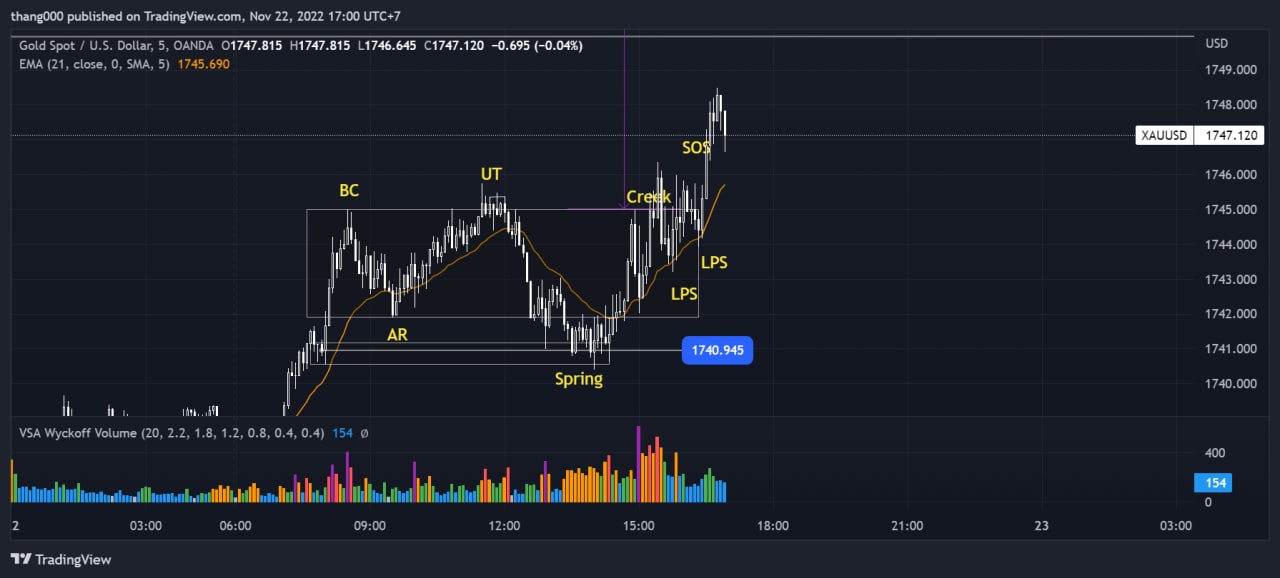 thang000 published on TradingView.com, Nov 22, 2022 17:00 UTC+7
Gold Spot / U.S. Dollar, 5, OANDA O1747.815 H1747.815 L1746.645 C1747.120 −0.695 (−0.04%)
USD
EMA (21, close, 0, SMA, 5) 1745.690
1749.000
1748.000
XAUUSD 1747.120
SOS
1746.000
UT
BC
Creek
1745.000
1744.000
LPS
1743.000
LPS
1742.000
AR
1740.945
1741.000
Spring
1740.000
VSA Wyckoff Volume (20, 2.2, 1.8, 1.2, 0.8, 0.4, 0.4) 154 Ø
400
154
0
2 03:00 06:00 09:00 12:00 15:00 18:00 21:00 23 03:00
TradingView